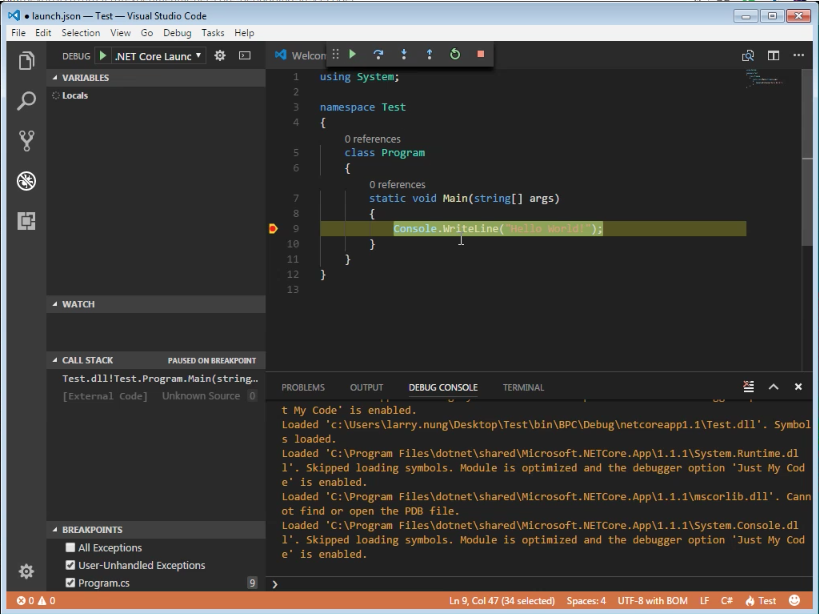 ● launch.json — Test — Visual Studio Code
File Edit Selection View Go Debug Tasks Help
DEBUG .NET Core Launc
Welcon
VARIABLES
Locals
WATCH
CALL STACK PAUSED ON BREAKPOINT
Test.dll!Test.Program.Main(string…
[External Code] Unknown Source 0
BREAKPOINTS
All Exceptions
User-Unhandled Exceptions
Program.cs 9
1 using System;
2
3 namespace Test
4 {
0 references
5 class Program
6 {
0 references
7 static void Main(string[] args)
8 {
9 Console.WriteLine("Hello World!");
10 }
11 }
12 }
13
PROBLEMS OUTPUT DEBUG CONSOLE TERMINAL
t My Code' is enabled.
Loaded 'c:\Users\larry.nung\Desktop\Test\bin\BPC\Debug\netcoreapp1.1\Test.dll'. Symbol
s loaded.
Loaded 'C:\Program Files\dotnet\shared\Microsoft.NETCore.App\1.1.1\System.Runtime.dl
l'. Skipped loading symbols. Module is optimized and the debugger option 'Just My Cod
e' is enabled.
Loaded 'C:\Program Files\dotnet\shared\Microsoft.NETCore.App\1.1.1\mscorlib.dll'. Cann
ot find or open the PDB file.
Loaded 'C:\Program Files\dotnet\shared\Microsoft.NETCore.App\1.1.1\System.Console.dl
l'. Skipped loading symbols. Module is optimized and the debugger option 'Just My Cod
e' is enabled.
0 0 Ln 9, Col 47 (34 selected) Spaces: 4 UTF-8 with BOM LF C# Test